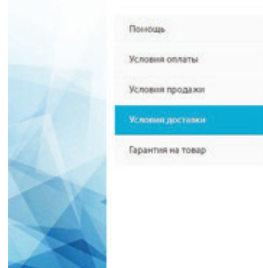 Помощь
Условия оплаты
Условия продажи
Условия доставки
Гарантия на товар